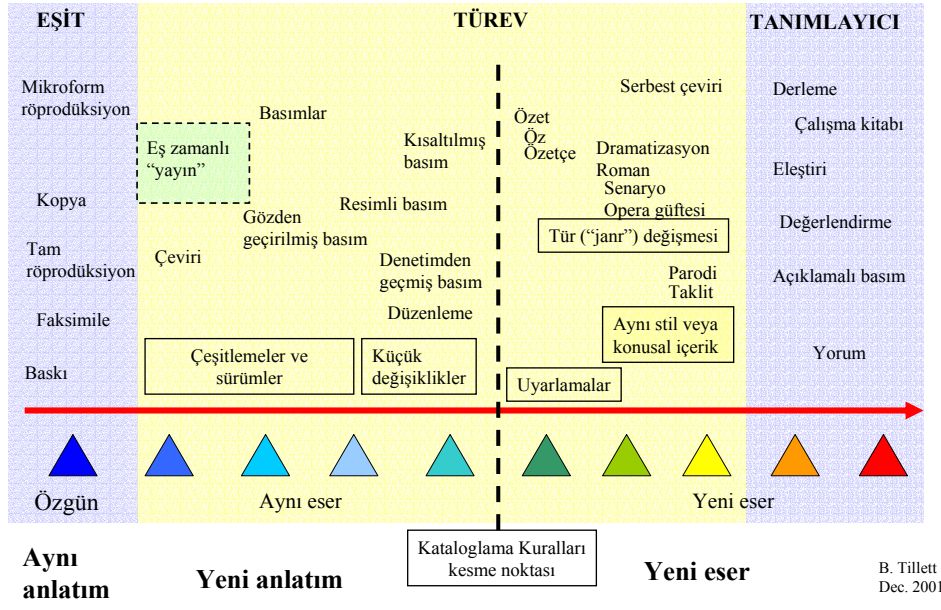 EŞİT
TÜREV
TANIMLAYICI
Mikroform
röprodüksiyon
Kopya
Tam
röprodüksiyon
Faksimile
Baskı
Eş zamanlı
“yayın”
Basımlar
Kısaltılmış
basım
Resimli basım
Gözden
geçirilmiş basım
Çeviri
Denetimden
geçmiş basım
Düzenleme
Çeşitlemeler ve
sürümler
Küçük
değişiklikler
Serbest çeviri
Özet
Öz
Özetçe
Dramatizasyon
Roman
Senaryo
Opera güftesi
Tür (“janr”) değişmesi
Parodi
Taklit
Aynı stil veya
konusal içerik
Uyarlamalar
Derleme
Çalışma kitabı
Eleştiri
Değerlendirme
Açıklamalı basım
Yorum
Özgün
Aynı eser
Yeni eser
Aynı
anlatım
Yeni anlatım
Kataloglama Kuralları
kesme noktası
Yeni eser
B. Tillett
Dec. 2001